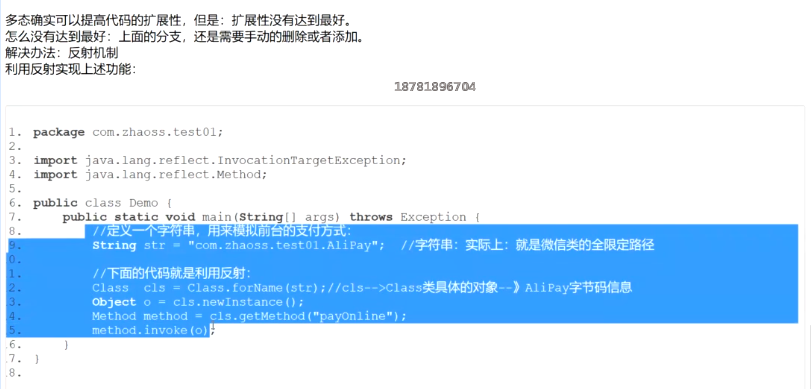 多态确实可以提高代码的扩展性，但是：扩展性没有达到最好。
怎么没有达到最好：上面的分支，还是需要手动的删除或者添加。
解决办法：反射机制
利用反射实现上述功能：
18781896704
1. package com.zhaoss.test01;
2.
3. import java.lang.reflect.InvocationTargetException;
4. import java.lang.reflect.Method;
5.
6. public class Demo {
7. public static void main(String[] args) throws Exception {
8. //定义一个字符串，用来模拟前台的支付方式：
9. String str = "com.zhaoss.test01.AliPay"; //字符串：实际上：就是微信类的全限定路径
0.
1. //下面的代码就是利用反射：
2. Class cls = Class.forName(str);//cls-->Class类具体的对象--》AliPay字节码信息
3. Object o = cls.newInstance();
4. Method method = cls.getMethod("payOnline");
5. method.invoke(o);
6. }
7. }
8.